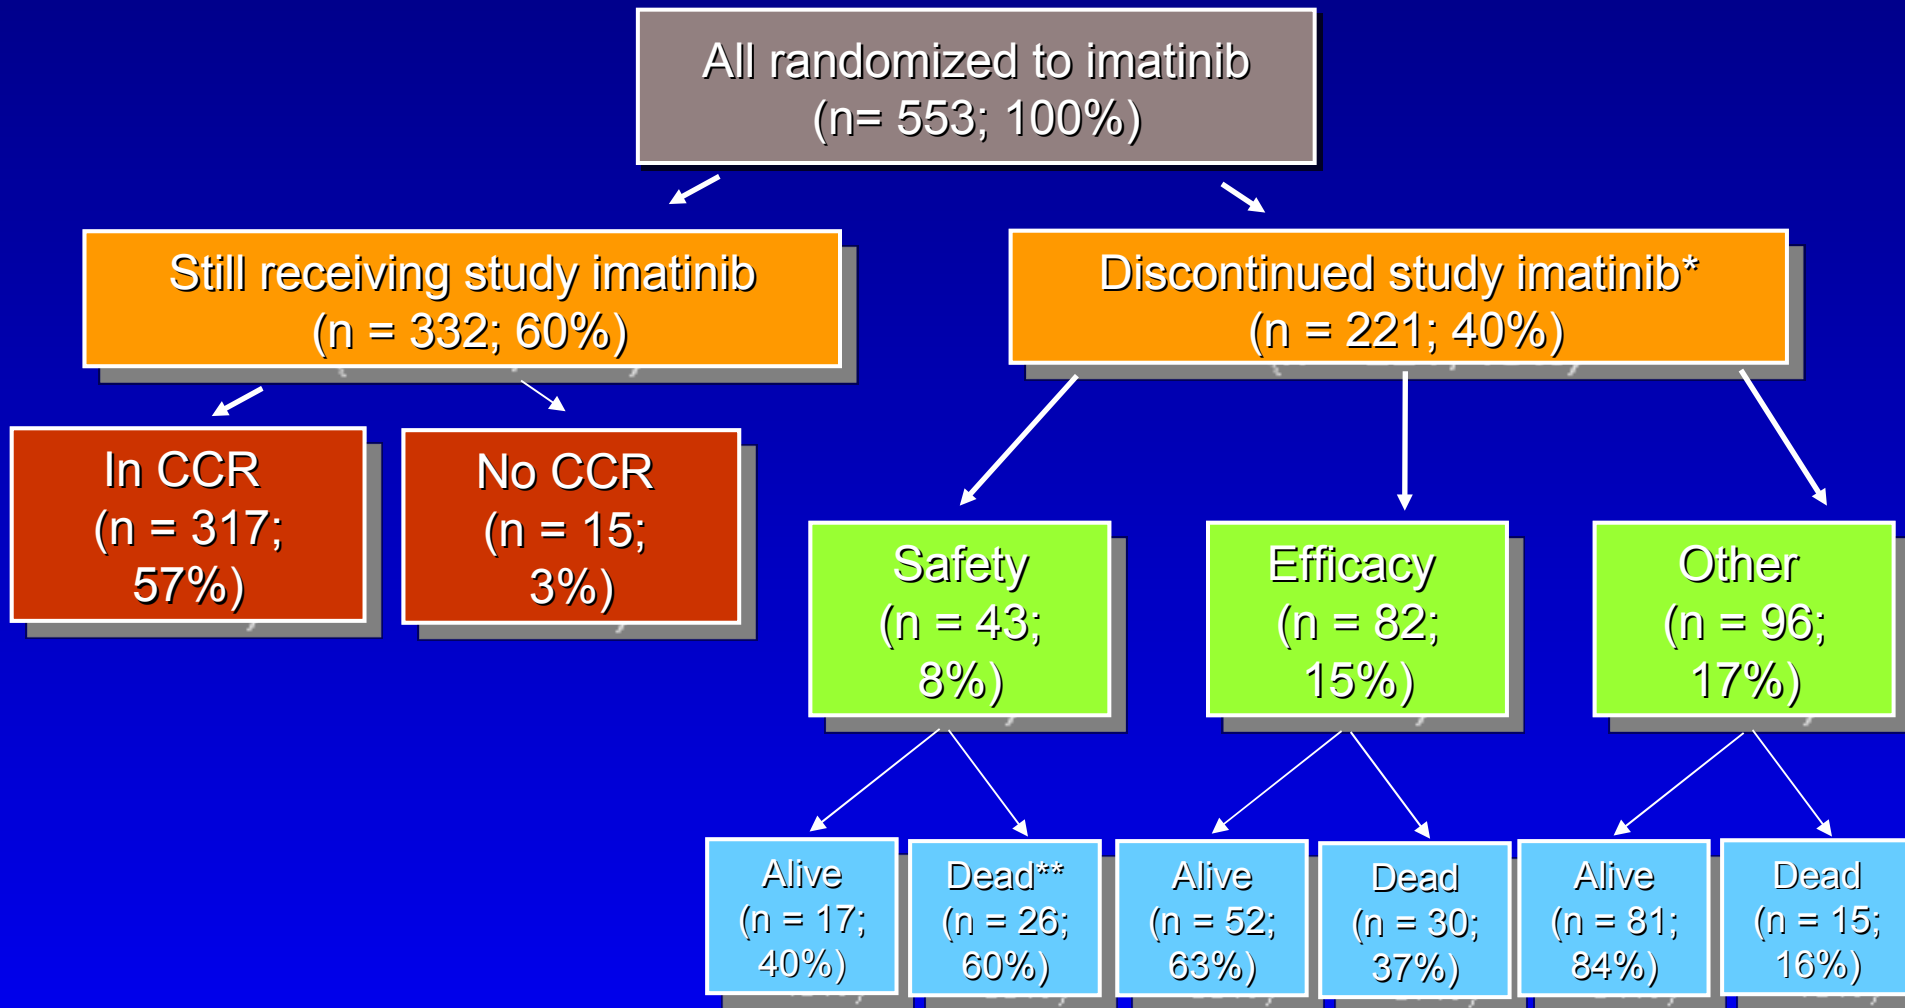 All randomized to imatinib
(n= 553; 100%)
Still receiving study imatinib
(n = 332; 60%)
Discontinued study imatinib*
(n = 221; 40%)
In CCR
(n = 317;
57%)
No CCR
(n = 15;
3%)
Safety
(n = 43;
8%)
Efficacy
(n = 82;
15%)
Other
(n = 96;
17%)
Alive
(n = 17;
40%)
Dead**
(n = 26;
60%)
Alive
(n = 52;
63%)
Dead
(n = 30;
37%)
Alive
(n = 81;
84%)
Dead
(n = 15;
16%)